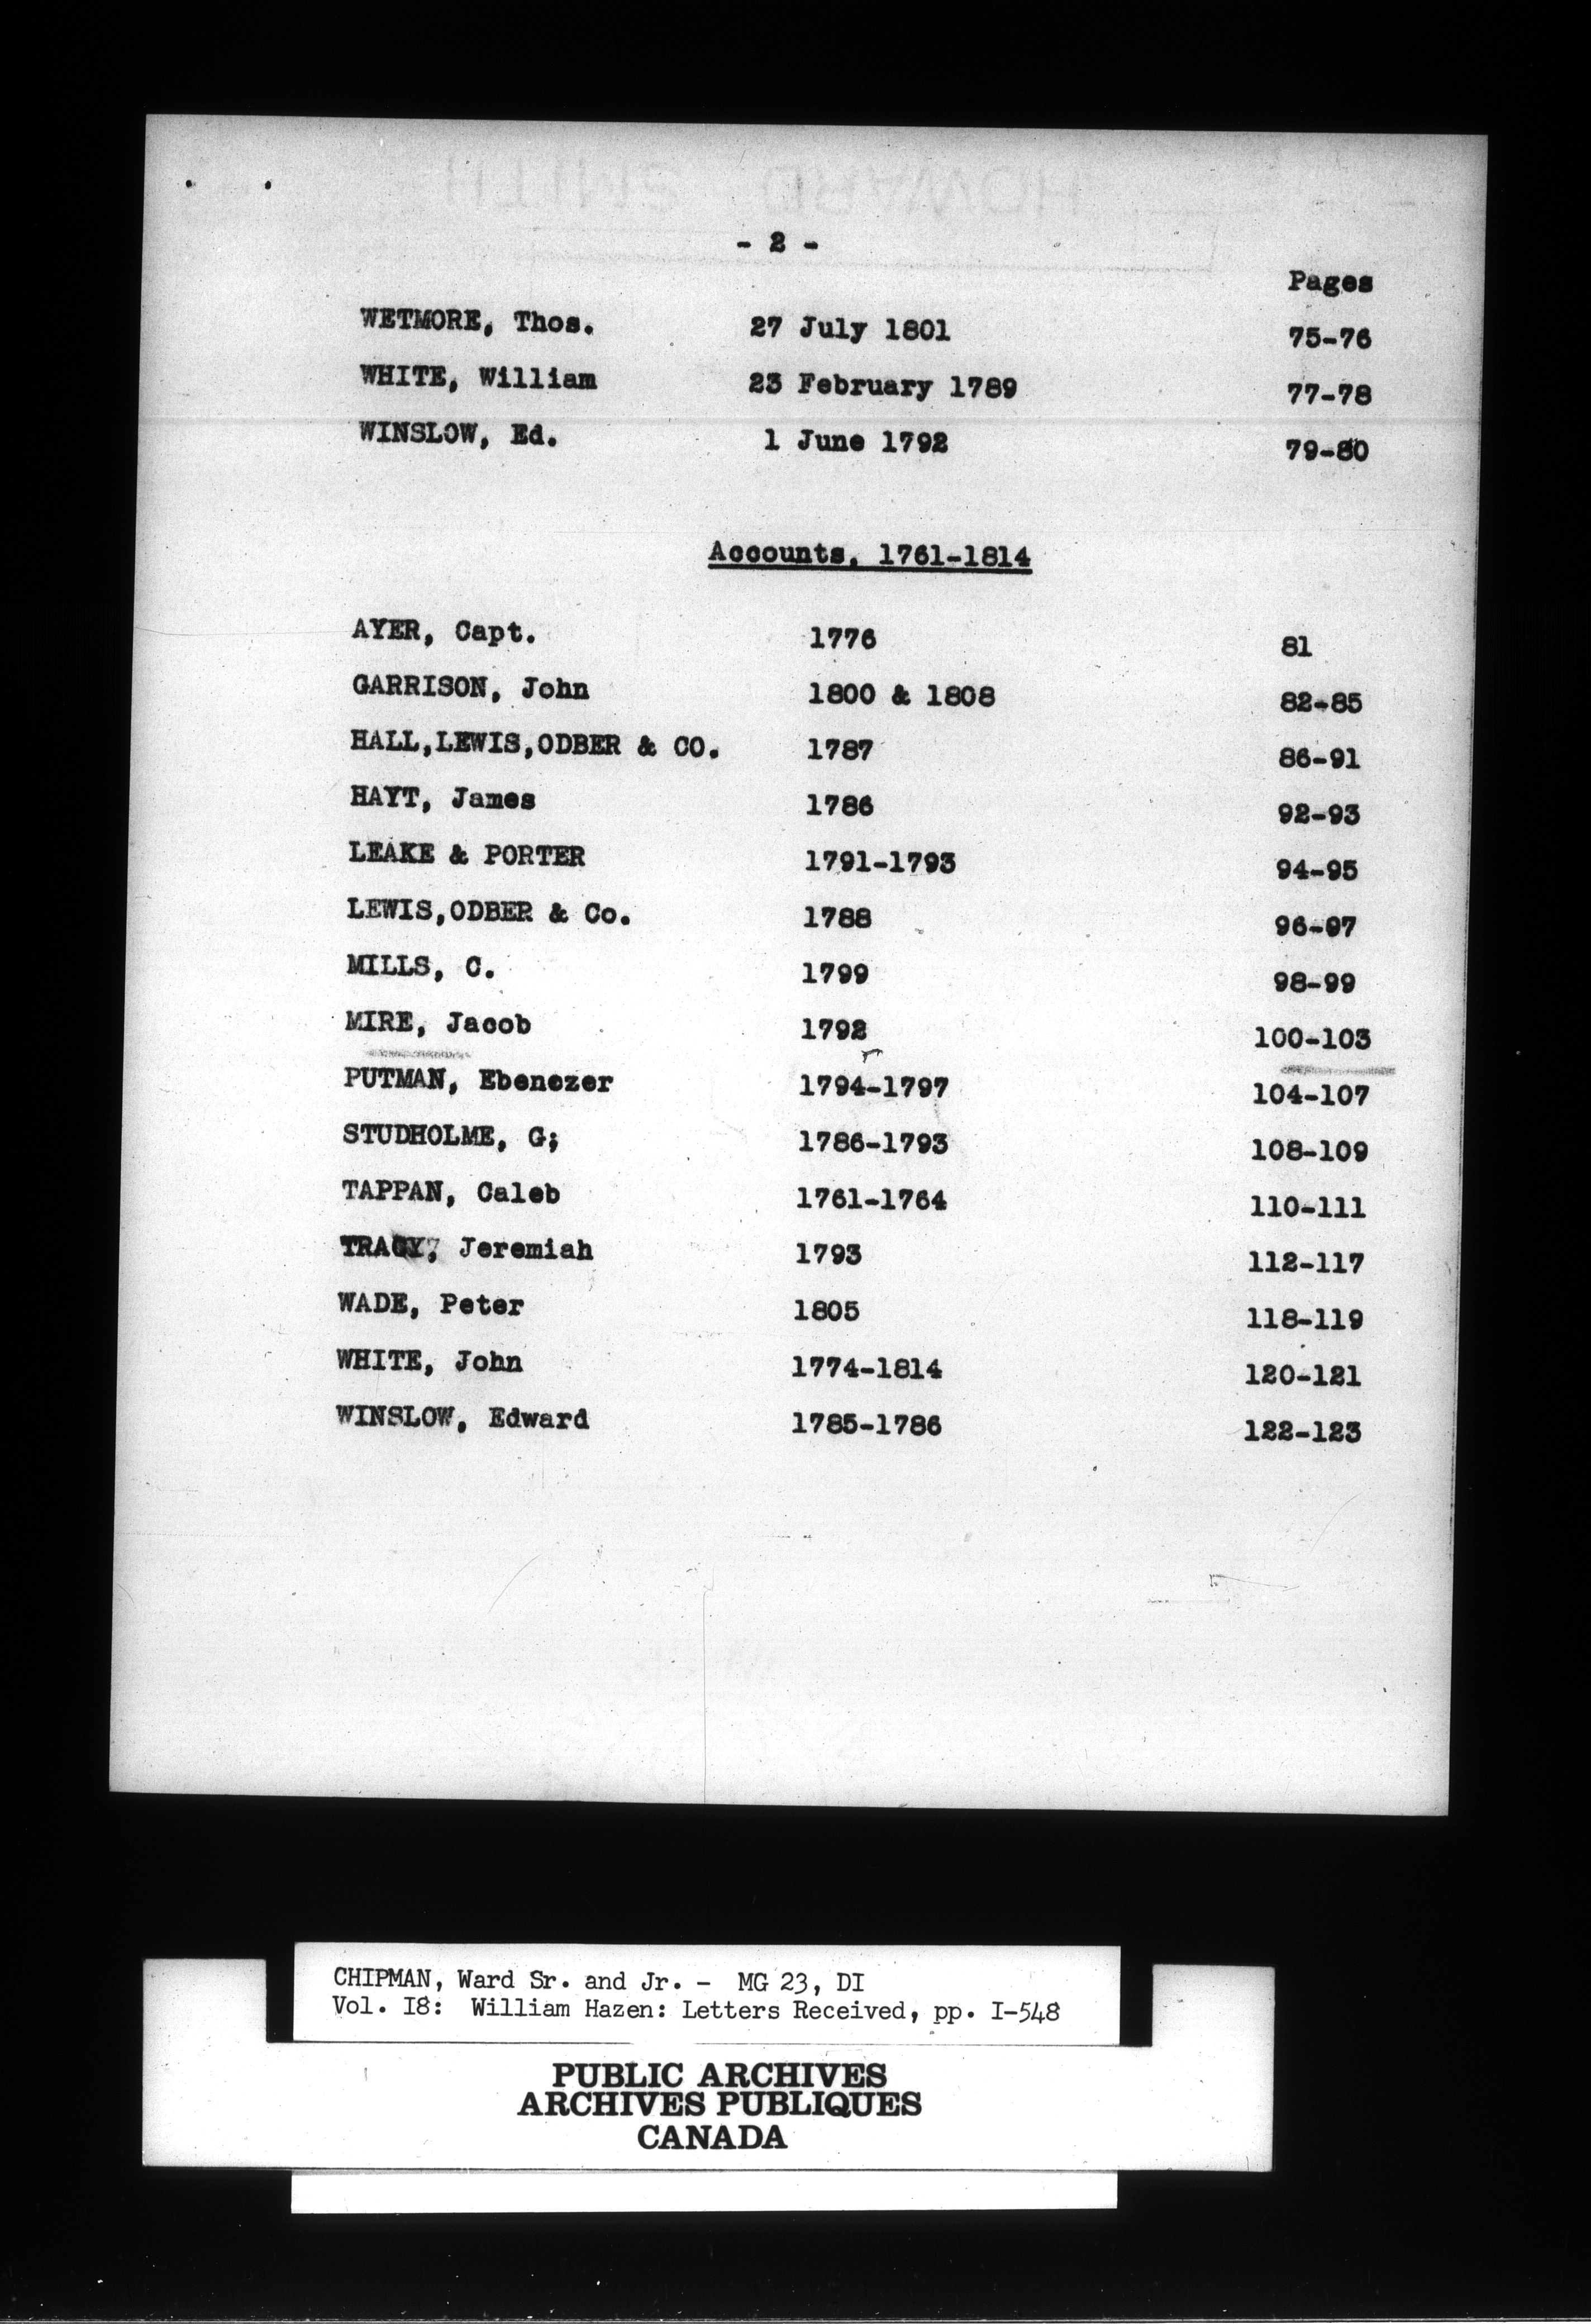 - 2 -
Pages
WETMORE, Thos. 27 July 1801 75-76
WHITE, William 23 February 1789 77-78
WINSLOW, Ed. 1 June 1792 79-80
Accounts, 1761-1814
AYER, Capt. 1776 81
GARRISON, John 1800 & 1808 82-85
HALL,LEWIS,ODBER & CO. 1787 86-91
HAYT, James 1786 92-93
LEAKE & PORTER 1791-1793 94-95
LEWIS,ODBER & Co. 1788 96-97
MILLS, C. 1799 98-99
MIRE, Jacob 1792 100-103
PUTMAN, Ebenezer 1794-1797 104-107
STUDHOLME, G; 1786-1793 108-109
TAPPAN, Caleb 1761-1764 110-111
TRACY, Jeremiah 1793 112-117
WADE, Peter 1805 118-119
WHITE, John 1774-1814 120-121
WINSLOW, Edward 1785-1786 122-123
CHIPMAN, Ward Sr. and Jr. - MG 23, DI
Vol. I8: William Hazen: Letters Received, pp. I-548
PUBLIC ARCHIVES
ARCHIVES PUBLIQUES
CANADA